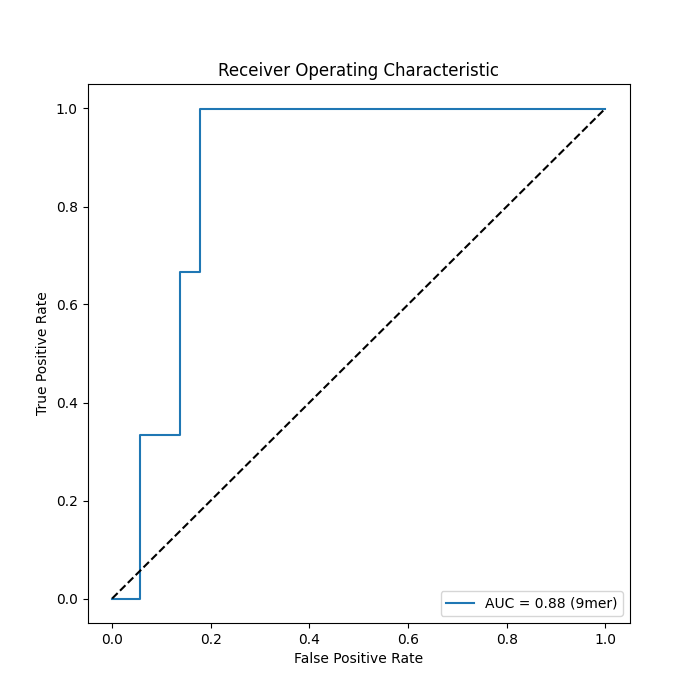 Receiver Operating Characteristic
True Positive Rate
1.0
0.8
0.6
0.4
0.2
0.0
AUC = 0.88 (9mer)
0.0 0.2 0.4 0.6 0.8 1.0
False Positive Rate